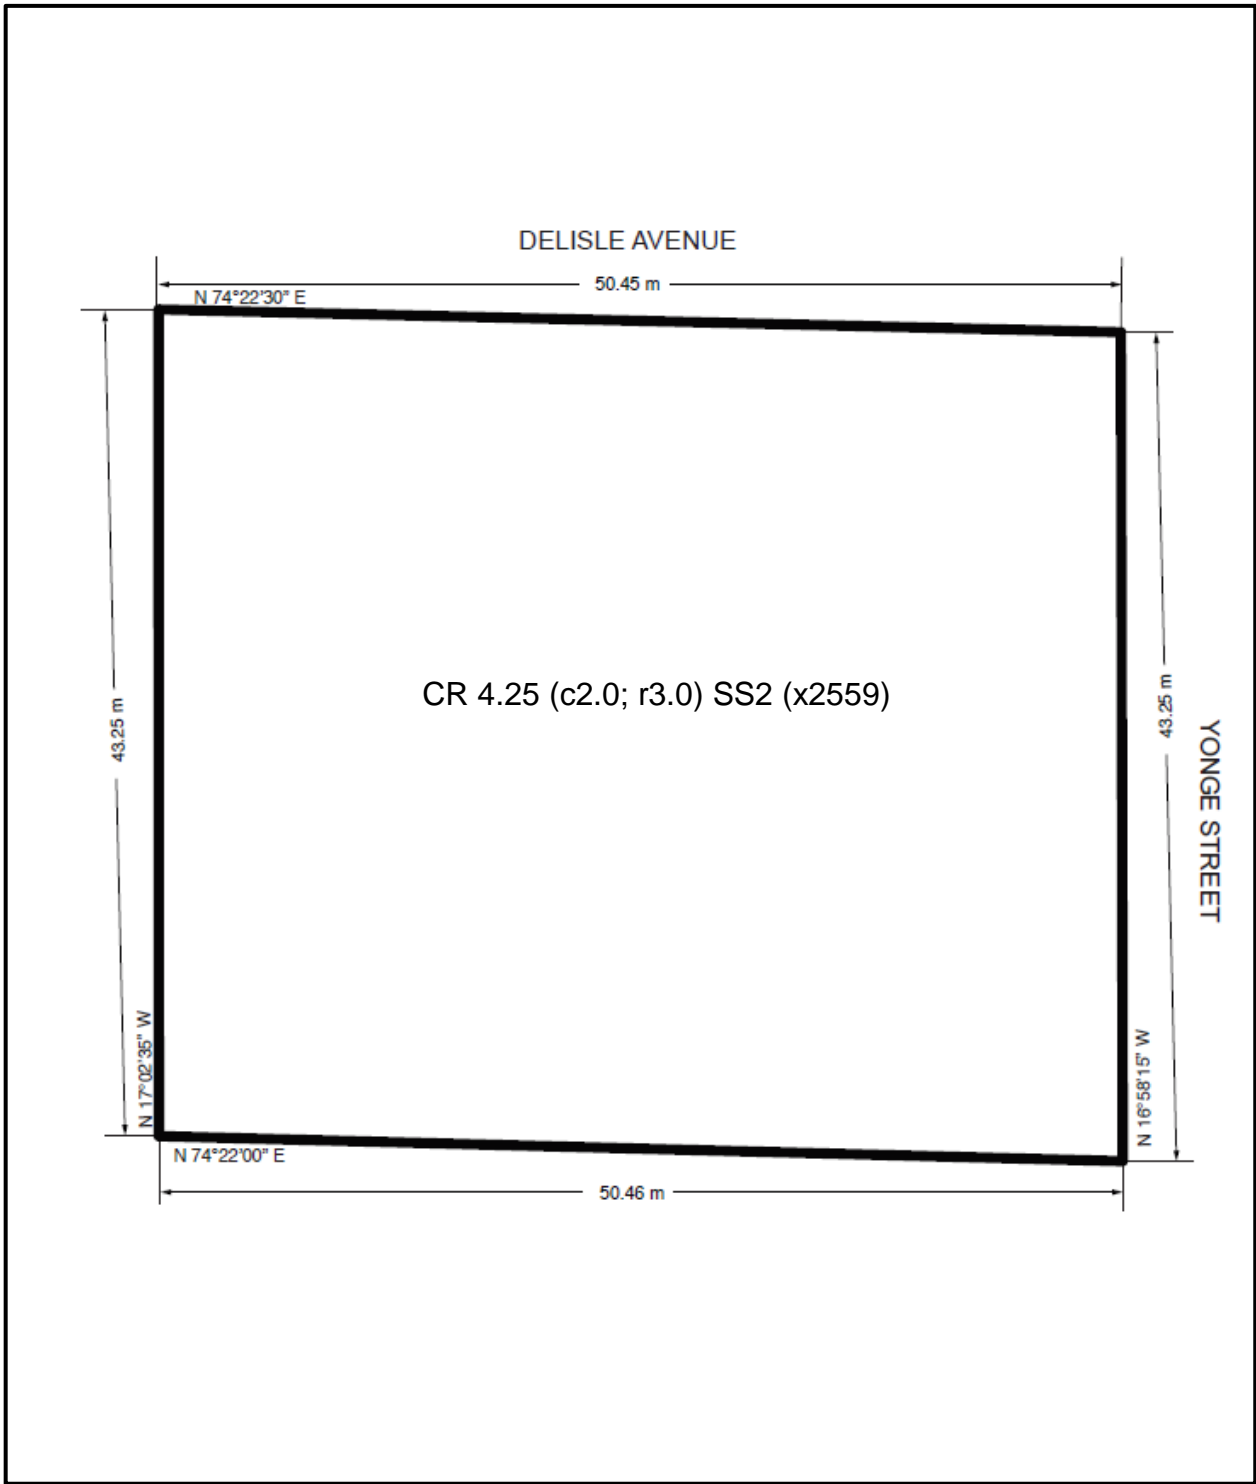 DELISLE AVENUE
50.45 m
N 74°22'30" E
CR 4.25 (c2.0; r3.0) SS2 (x2559)
43.25 m
43.25 m
YONGE STREET
N 17°02'35" W
N 16°58'15" W
N 74°22'00" E
50.46 m